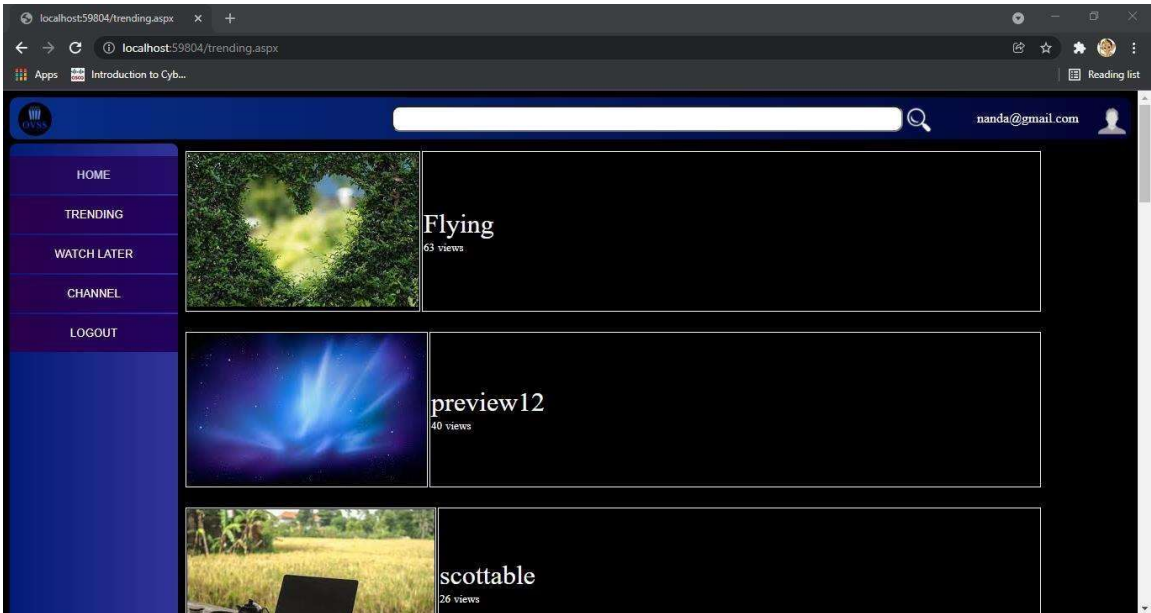 localhost:59804/trending.aspx
localhost:59804/trending.aspx
Apps
Introduction to Cyb...
Reading list
OVSS
nanda@gmail.com
HOME
TRENDING
WATCH LATER
CHANNEL
LOGOUT
Flying
63 views
preview12
40 views
scottable
26 views